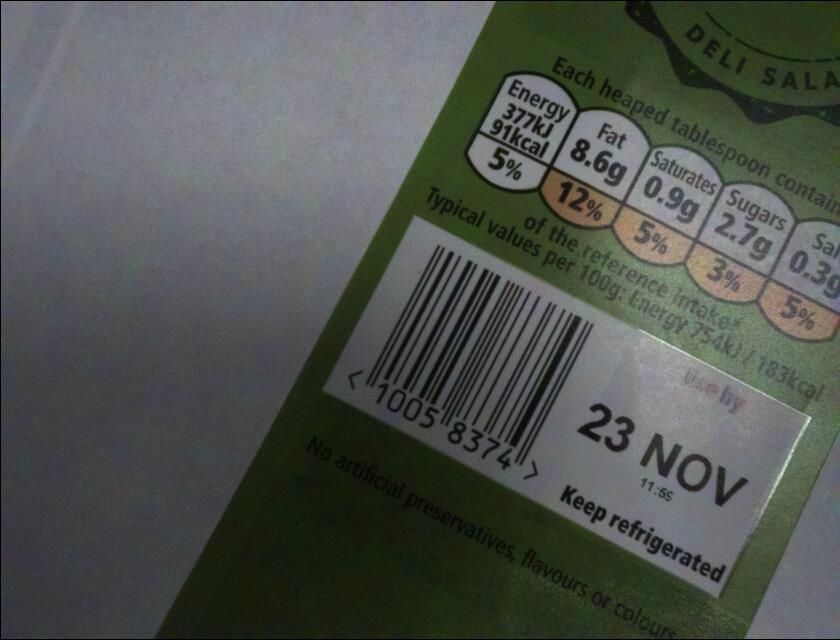 DELI SALA
Each heaped tablespoon contain
Energy
377kJ
91kcal
5%
Fat
8.6g
12%
Saturates
0.9g
5%
Sugars
2.7g
3%
Sal
0.3g
5%
of the reference intake*
Typical values per 100g: Energy 754kJ / 183kcal
Use by
23 NOV
11:55
Keep refrigerated
< 1005 8374 >
No artificial preservatives, flavours or colours